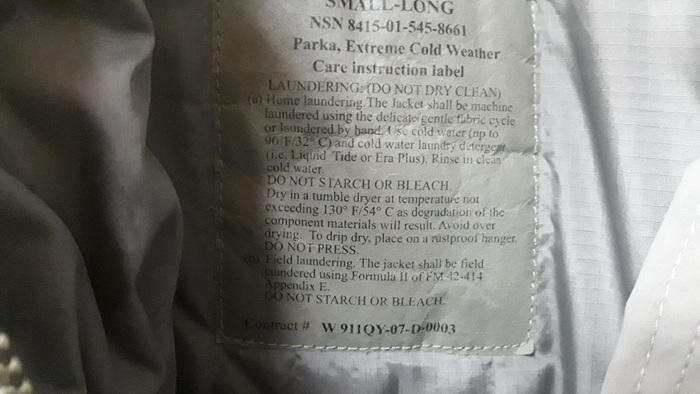 SMALL-LONG
NSN 8415-01-545-8661
Parka, Extreme Cold Weather
Care instruction label
LAUNDERING: (DO NOT DRY CLEAN)
(a) Home laundering. The Jacket shall be machine
laundered using the delicate/gentle fabric cycle
or laundered by hand. Use cold water (up to
90°F/32° C) and cold water laundry detergent
(i.e. Liquid Tide or Era Plus). Rinse in clean
cold water.
DO NOT STARCH OR BLEACH.
Dry in a tumble dryer at temperature not
exceeding 130° F/54° C as degradation of the
component materials will result. Avoid over
drying. To drip dry, place on a rustproof hanger.
DO NOT PRESS.
(b) Field laundering. The jacket shall be field
laundered using Formula II of FM 42-414
Appendix E.
DO NOT STARCH OR BLEACH.
Contract # W 911QY-07-D-0003